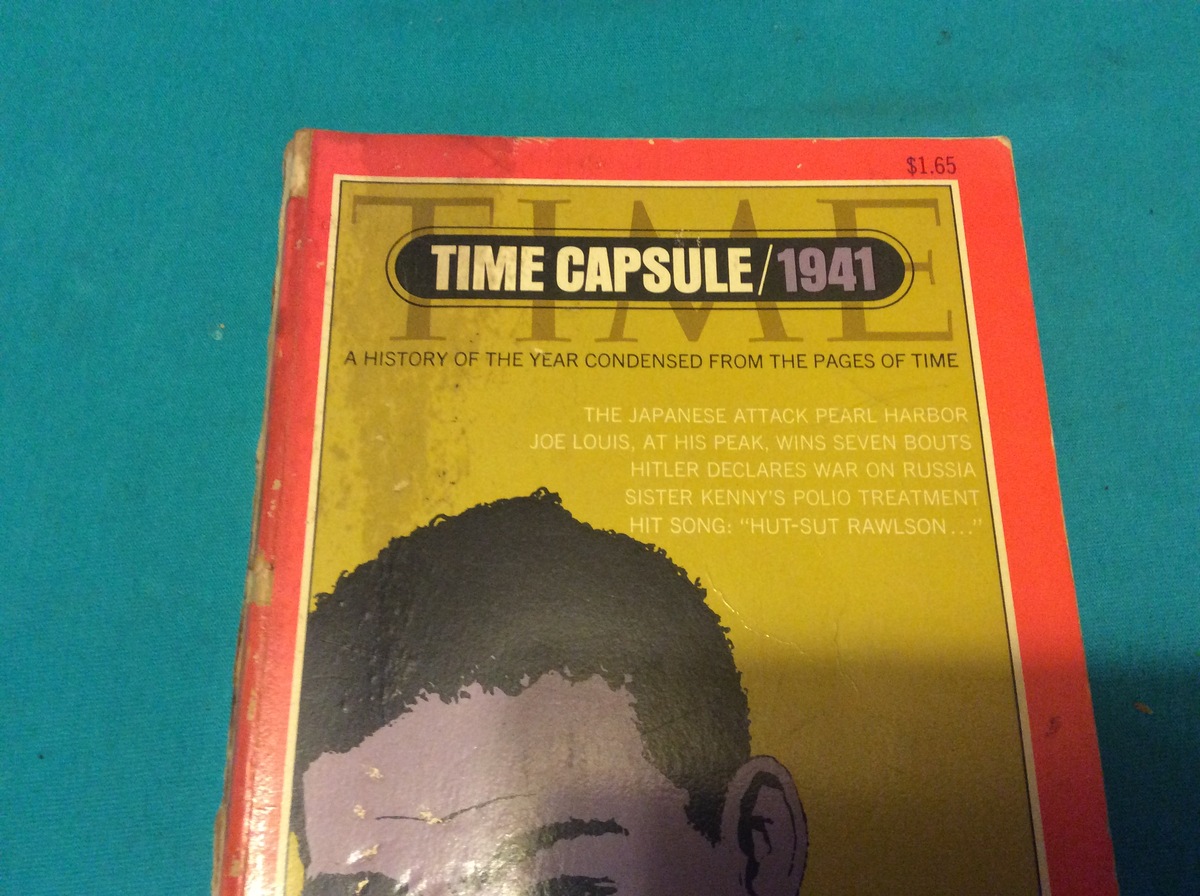 $1.65
TIME
TIME CAPSULE/1941
A HISTORY OF THE YEAR CONDENSED FROM THE PAGES OF TIME
THE JAPANESE ATTACK PEARL HARBOR
JOE LOUIS, AT HIS PEAK, WINS SEVEN BOUTS
HITLER DECLARES WAR ON RUSSIA
SISTER KENNY'S POLIO TREATMENT
HIT SONG: "HUT-SUT RAWLSON..."